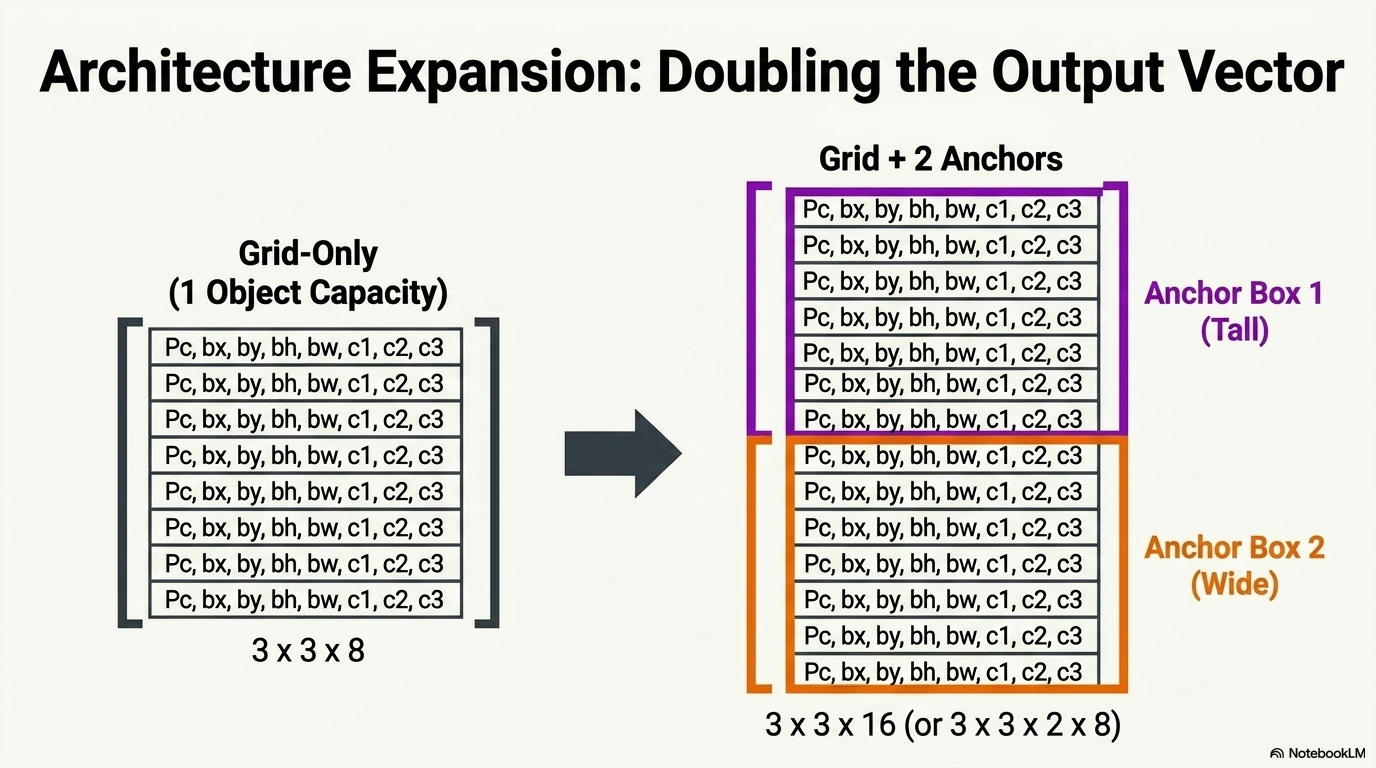 Architecture Expansion: Doubling the Output Vector
Grid-Only
(1 Object Capacity)
Pc, bx, by, bh, bw, c1, c2, c3
Pc, bx, by, bh, bw, c1, c2, c3
Pc, bx, by, bh, bw, c1, c2, c3
Pc, bx, by, bh, bw, c1, c2, c3
Pc, bx, by, bh, bw, c1, c2, c3
Pc, bx, by, bh, bw, c1, c2, c3
Pc, bx, by, bh, bw, c1, c2, c3
Pc, bx, by, bh, bw, c1, c2, c3
3 x 3 x 8
Grid + 2 Anchors
Pc, bx, by, bh, bw, c1, c2, c3
Pc, bx, by, bh, bw, c1, c2, c3
Pc, bx, by, bh, bw, c1, c2, c3
Pc, bx, by, bh, bw, c1, c2, c3
Pc, bx, by, bh, bw, c1, c2, c3
Pc, bx, by, bh, bw, c1, c2, c3
Pc, bx, by, bh, bw, c1, c2, c3
Anchor Box 1
(Tall)
Pc, bx, by, bh, bw, c1, c2, c3
Pc, bx, by, bh, bw, c1, c2, c3
Pc, bx, by, bh, bw, c1, c2, c3
Pc, bx, by, bh, bw, c1, c2, c3
Pc, bx, by, bh, bw, c1, c2, c3
Pc, bx, by, bh, bw, c1, c2, c3
Pc, bx, by, bh, bw, c1, c2, c3
Anchor Box 2
(Wide)
3 x 3 x 16 (or 3 x 3 x 2 x 8)
NotebookLM